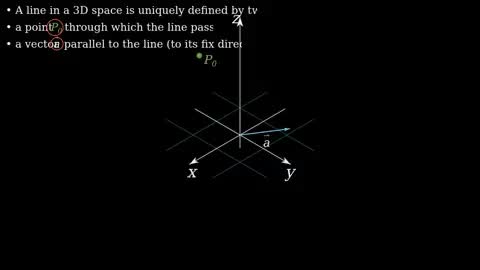 • A line in a 3D space is uniquely defined by tw
• a point P₀ through which the line pass
• a vector a parallel to the line (to its fix direc
z
P₀
a
x
y